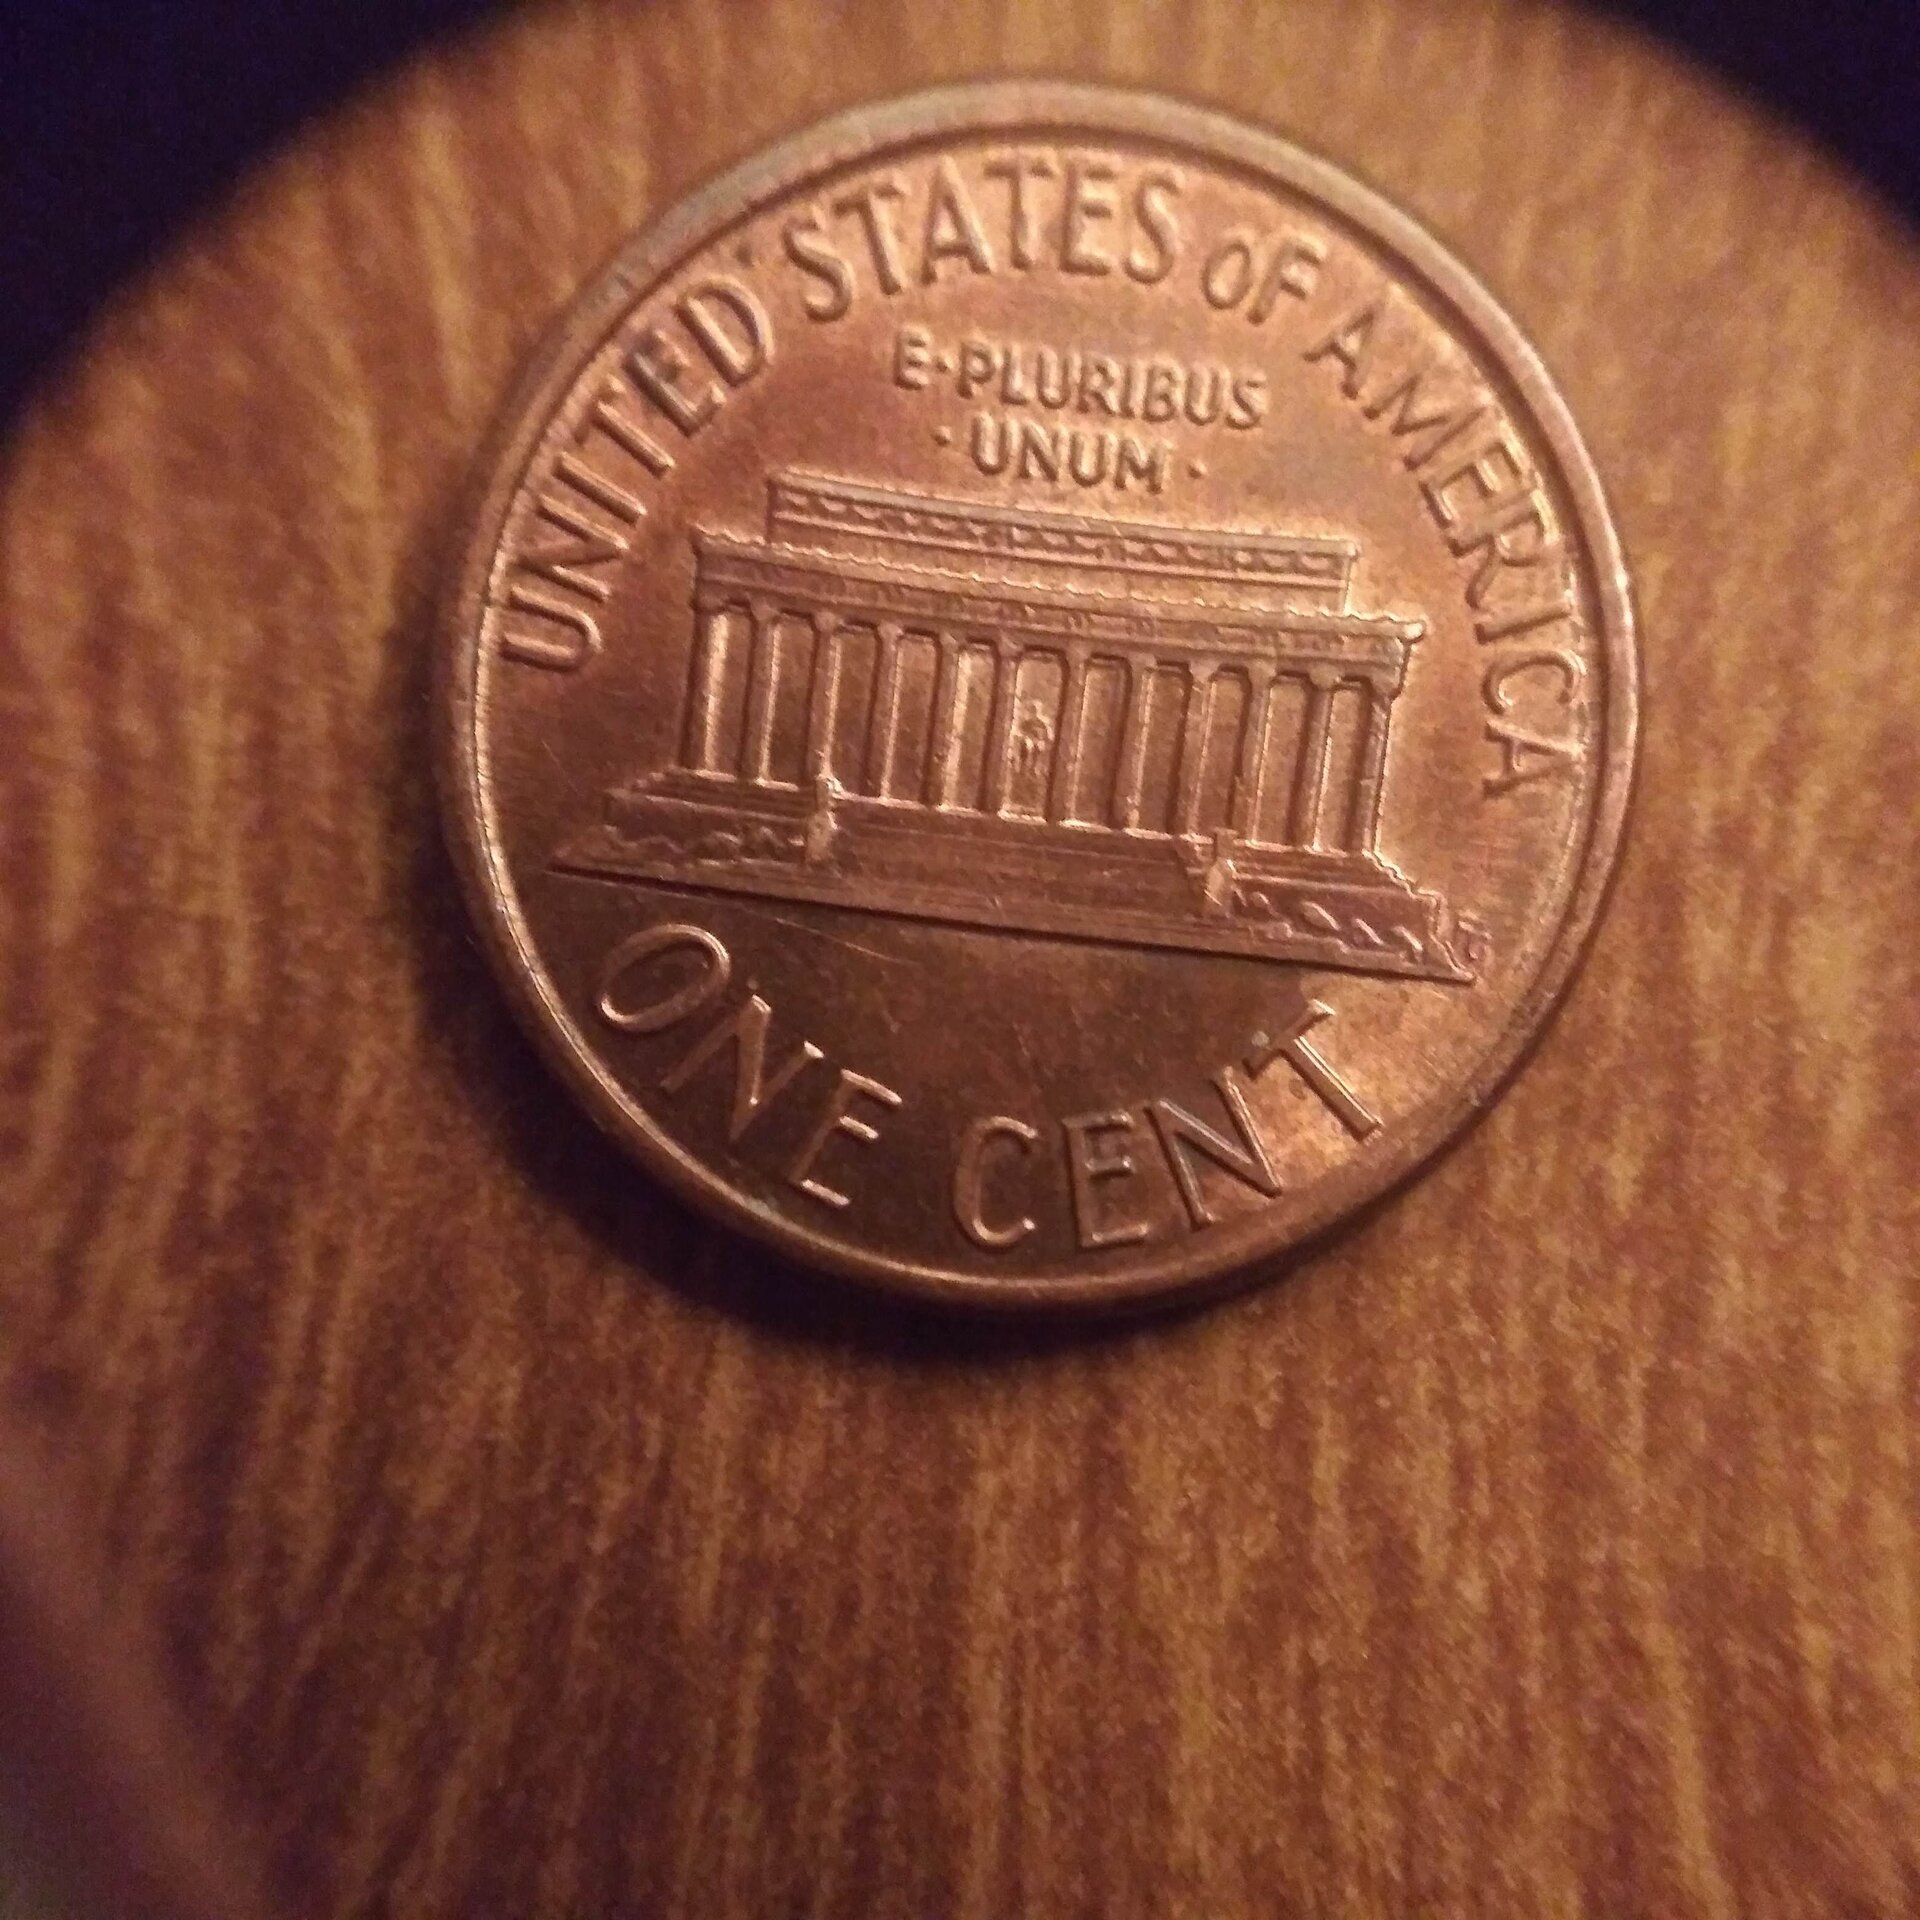 UNITED STATES OF AMERICA
E·PLURIBUS
·UNUM·
ONE CENT